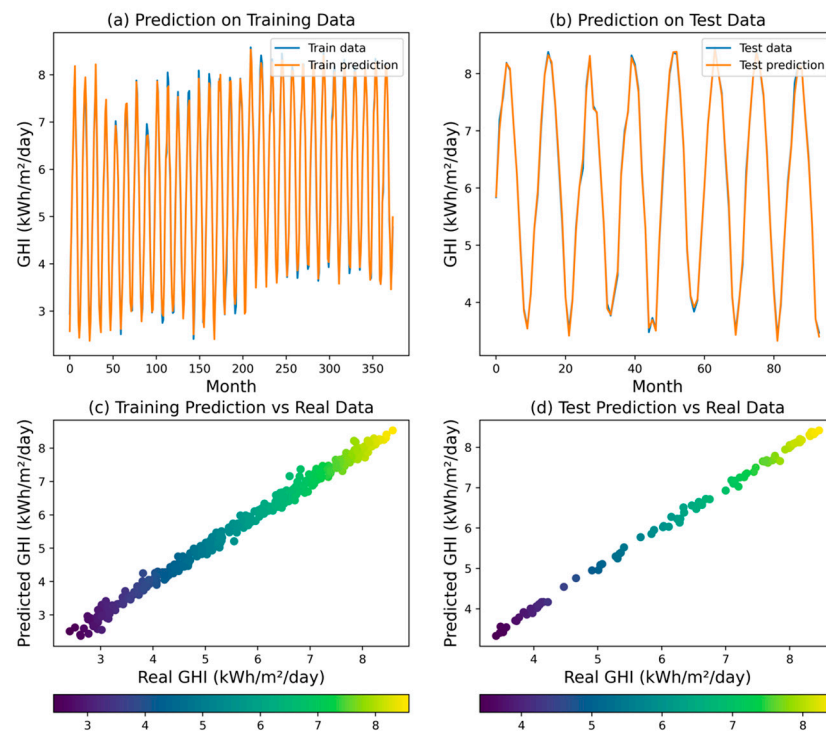 (a) Prediction on Training Data
Train data
Train prediction
GHI (kWh/m²/day)
8
7
6
5
4
3
0 50 100 150 200 250 300 350
Month
(b) Prediction on Test Data
Test data
Test prediction
GHI (kWh/m²/day)
8
7
6
5
4
0 20 40 60 80
Month
(c) Training Prediction vs Real Data
Predicted GHI (kWh/m²/day)
8
7
6
5
4
3
3 4 5 6 7 8
Real GHI (kWh/m²/day)
3 4 5 6 7 8
(d) Test Prediction vs Real Data
Predicted GHI (kWh/m²/day)
8
7
6
5
4
4 5 6 7 8
Real GHI (kWh/m²/day)
4 5 6 7 8